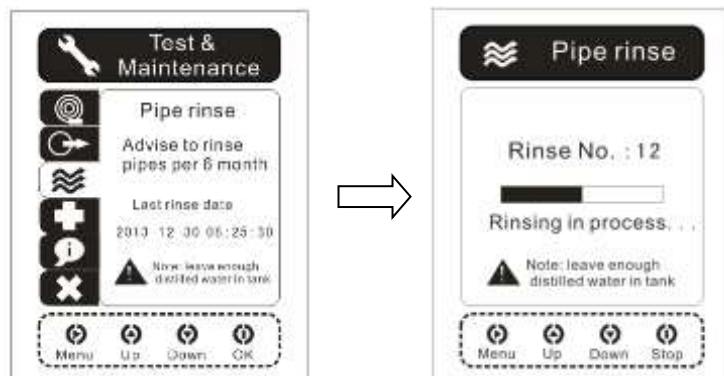 Test &
Maintenance
Pipe rinse
Advise to rinse
pipes per 6 month
Last rinse date
2013 12 30 06:25:30
Note: leave enough
distilled water in tank
Menu Up Down OK
Pipe rinse
Rinse No. : 12
Rinsing in process. . .
Note: leave enough
distilled water in tank
Menu Up Down Stop